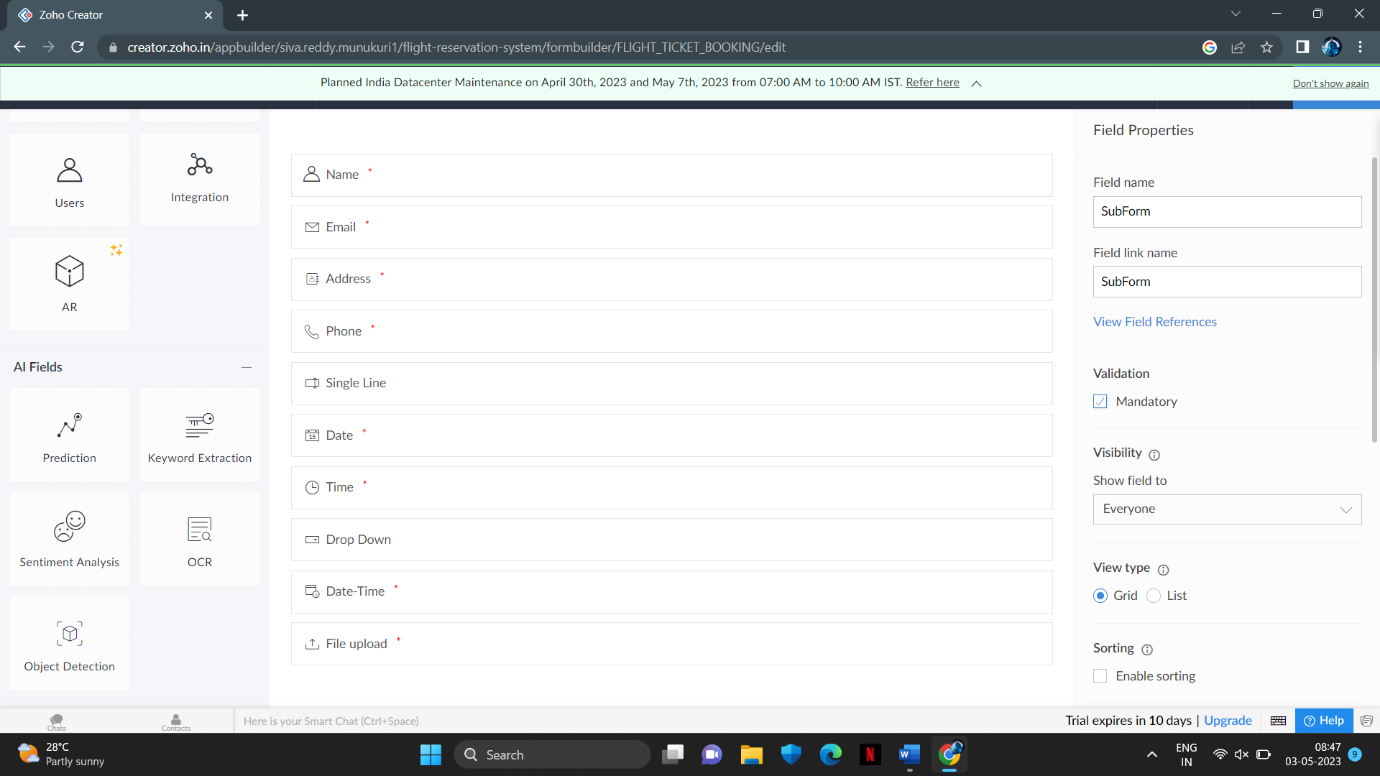 Zoho Creator
creator.zoho.in/appbuilder/siva.reddy.munukuri1/flight-reservation-system/formbuilder/FLIGHT_TICKET_BOOKING/edit
Planned India Datacenter Maintenance on April 30th, 2023 and May 7th, 2023 from 07:00 AM to 10:00 AM IST. Refer here
Don't show again
Users
Integration
AR
AI Fields
Prediction
Keyword Extraction
Sentiment Analysis
OCR
Object Detection
Name *
Email *
Address *
Phone *
Single Line
Date *
Time *
Drop Down
Date-Time *
File upload *
Field Properties
Field name
SubForm
Field link name
SubForm
View Field References
Validation
Mandatory
Visibility
Show field to
Everyone
View type
Grid
List
Sorting
Enable sorting
Chats
Contacts
Here is your Smart Chat (Ctrl+Space)
Trial expires in 10 days | Upgrade
Help
28°C
Partly sunny
Search
ENG
IN
08:47
03-05-2023
9